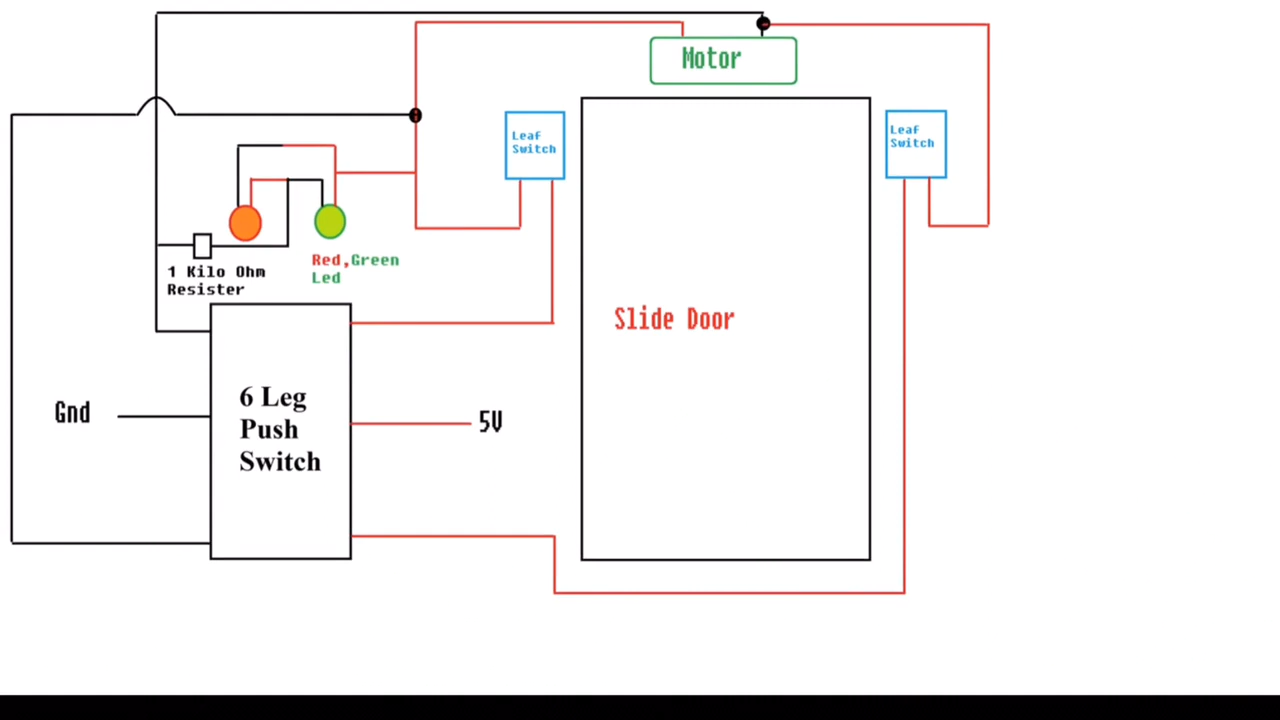 Motor
Leaf
Switch
Leaf
Switch
Red,Green
Led
1 Kilo Ohm
Resister
Slide Door
6 Leg
Push
Switch
Gnd
5V